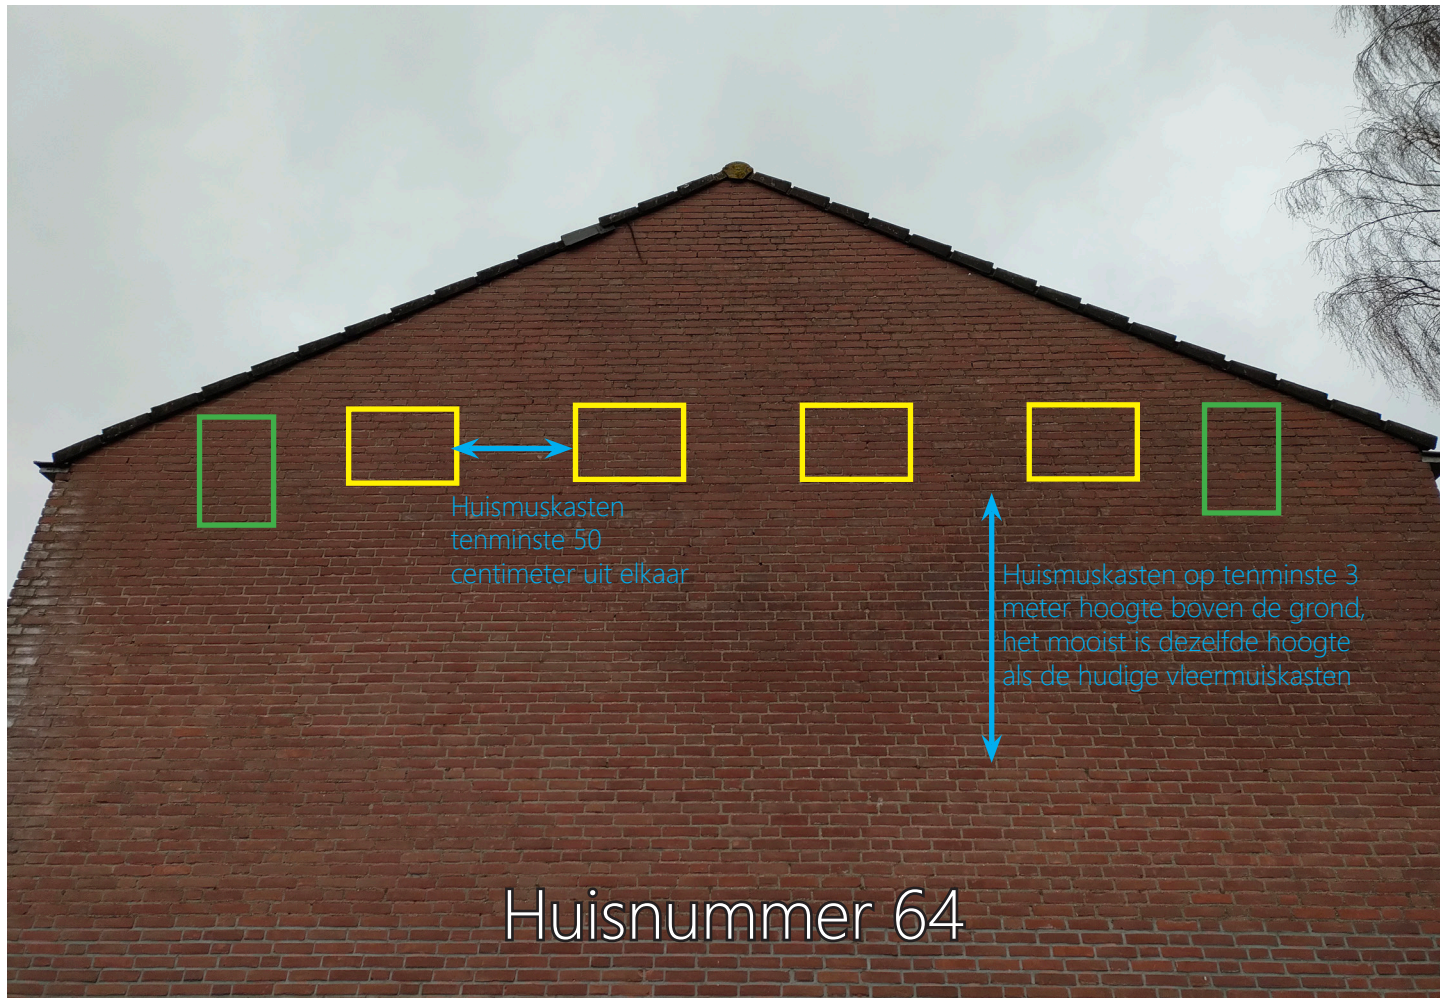 Huismuskasten
tenminste 50
centimeter uit elkaar
Huismuskasten op tenminste 3
meter hoogte boven de grond,
het mooist is dezelfde hoogte
als de hudige vleermuiskasten
Huisnummer 64